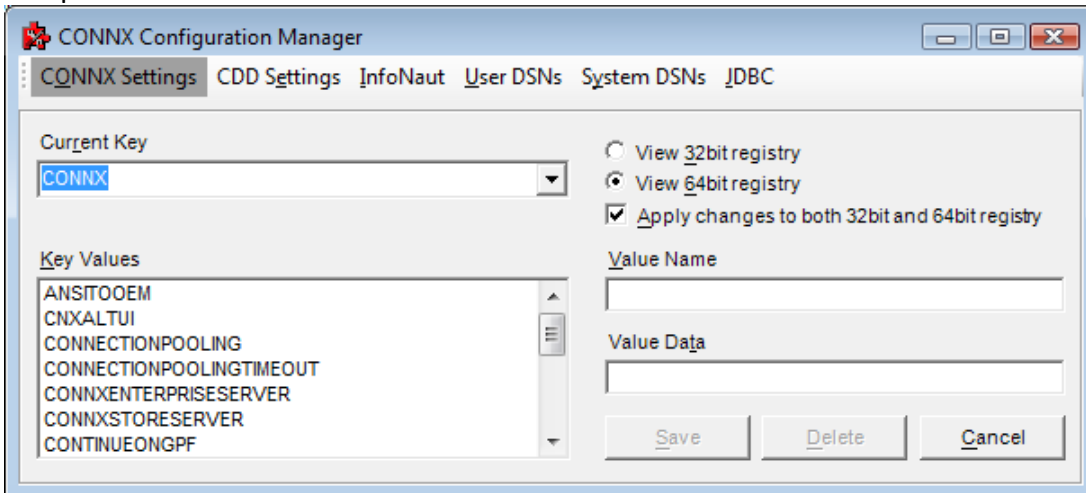 CONNX Configuration Manager
CONNX Settings CDD Settings InfoNaut User DSNs System DSNs JDBC
Current Key
CONNX
View 32bit registry
View 64bit registry
Apply changes to both 32bit and 64bit registry
Key Values
ANSITOOEM
CNXALTUI
CONNECTIONPOOLING
CONNECTIONPOOLINGTIMEOUT
CONNXENTERPRISESERVER
CONNXSTORESERVER
CONTINUEONGPF
Value Name
Value Data
Save Delete Cancel